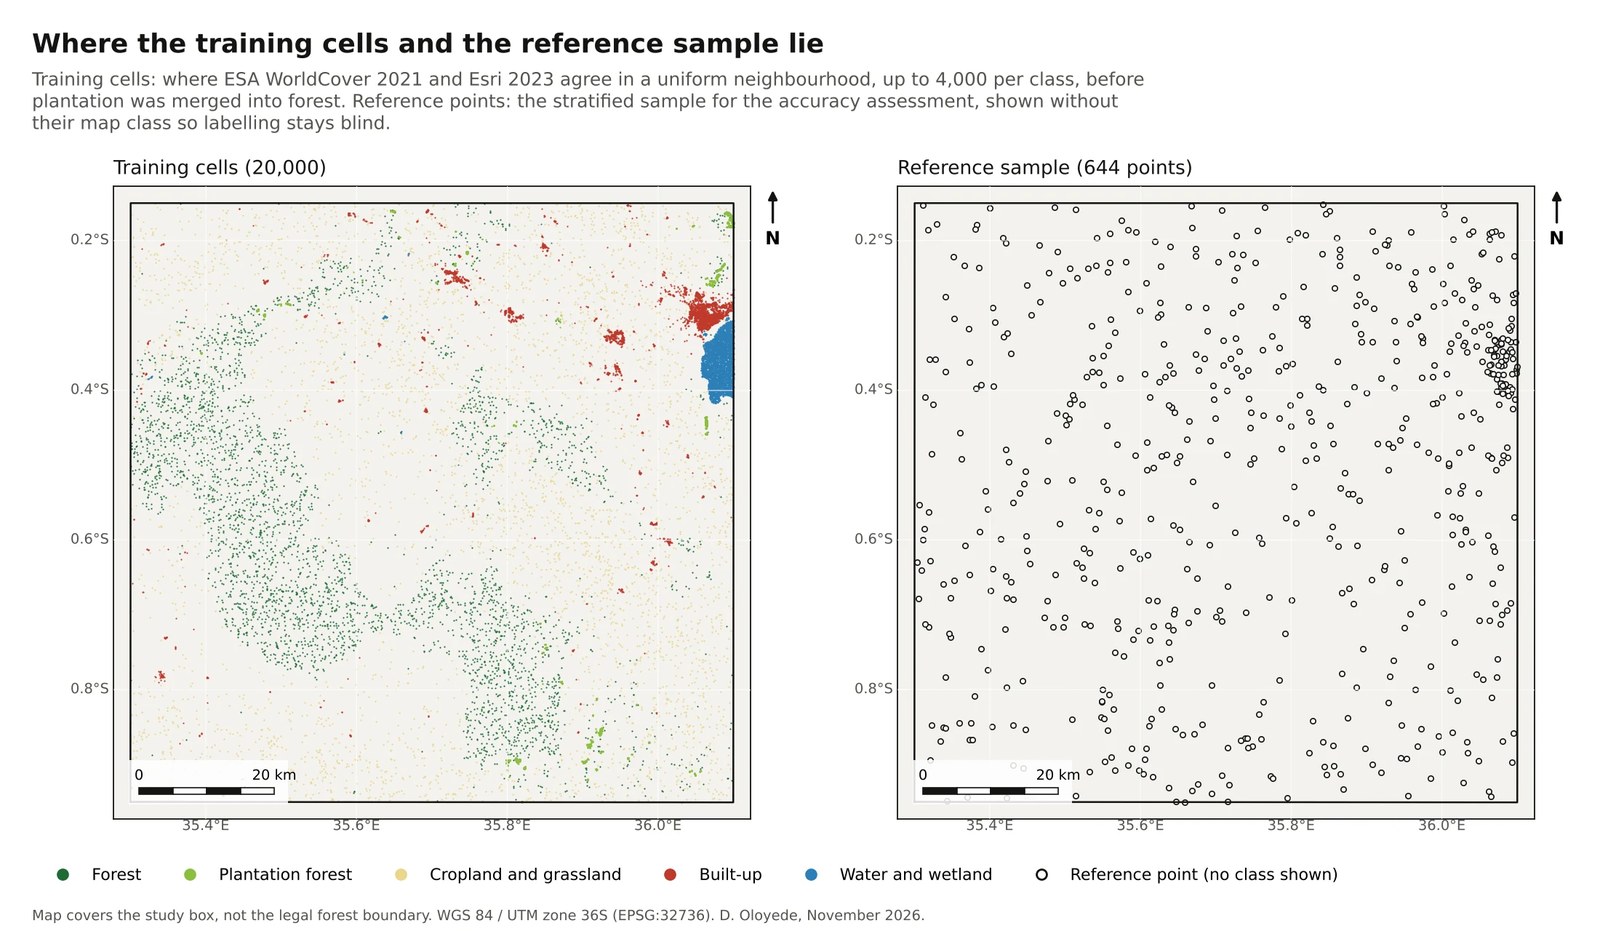 Where the training cells and the reference sample lie
Training cells: where ESA WorldCover 2021 and Esri 2023 agree in a uniform neighbourhood, up to 4,000 per class, before
plantation was merged into forest. Reference points: the stratified sample for the accuracy assessment, shown without
their map class so labelling stays blind.
Training cells (20,000)
N
0.2°S
0.4°S
0.6°S
0.8°S
0 20 km
35.4°E 35.6°E 35.8°E 36.0°E
Reference sample (644 points)
N
0.2°S
0.4°S
0.6°S
0.8°S
0 20 km
35.4°E 35.6°E 35.8°E 36.0°E
Forest Plantation forest Cropland and grassland Built-up Water and wetland Reference point (no class shown)
Map covers the study box, not the legal forest boundary. WGS 84 / UTM zone 36S (EPSG:32736). D. Oloyede, November 2026.